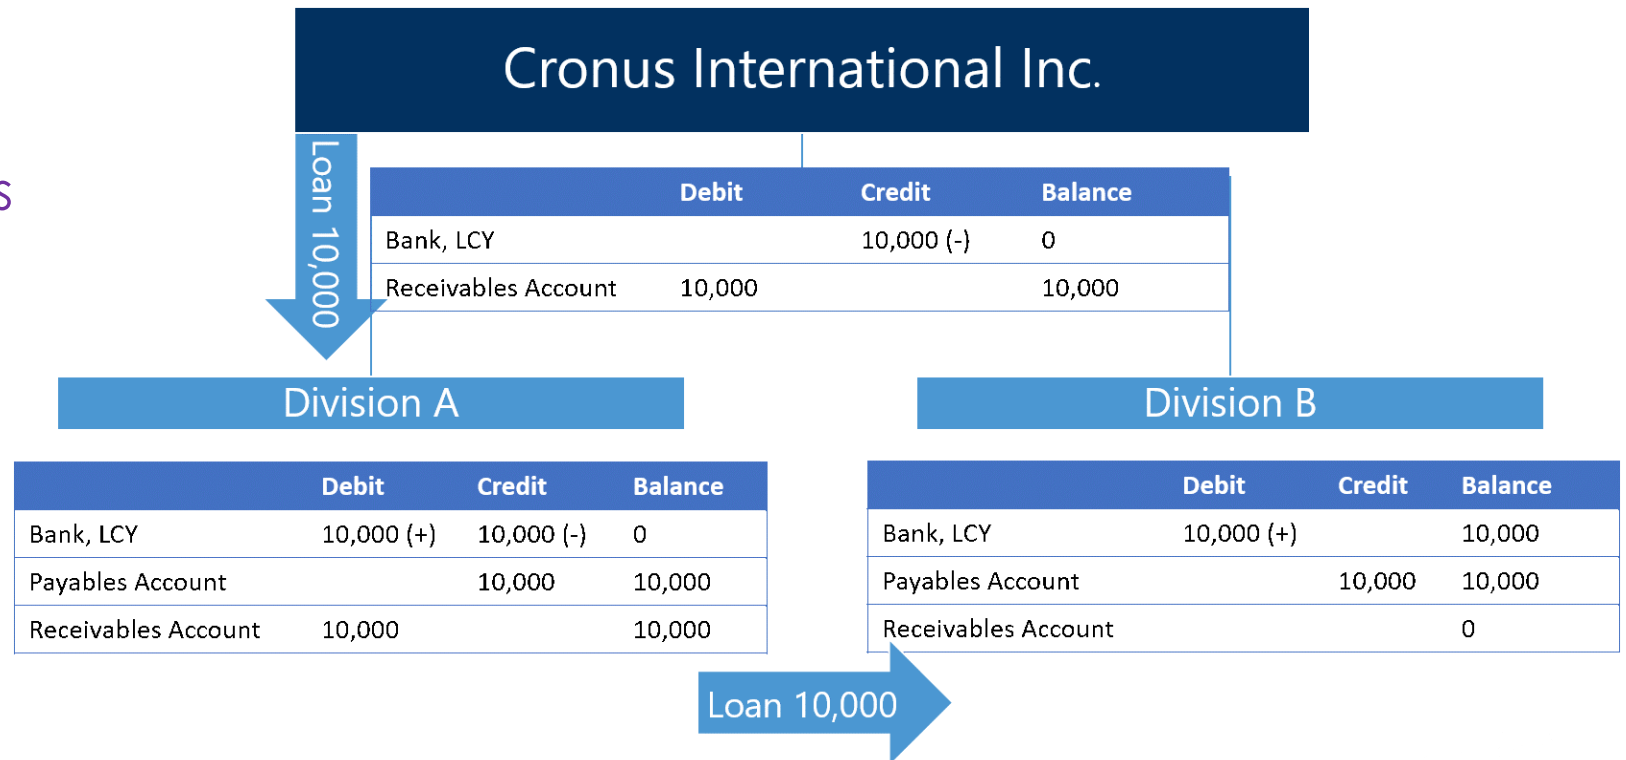 Cronus International Inc.
s
Loan 10,000
Debit Credit Balance
Bank, LCY 10,000 (-) 0
Receivables Account 10,000 10,000
Division A
Debit Credit Balance
Bank, LCY 10,000 (+) 10,000 (-) 0
Payables Account 10,000 10,000
Receivables Account 10,000 10,000
Division B
Debit Credit Balance
Bank, LCY 10,000 (+) 10,000
Payables Account 10,000 10,000
Receivables Account 0
Loan 10,000